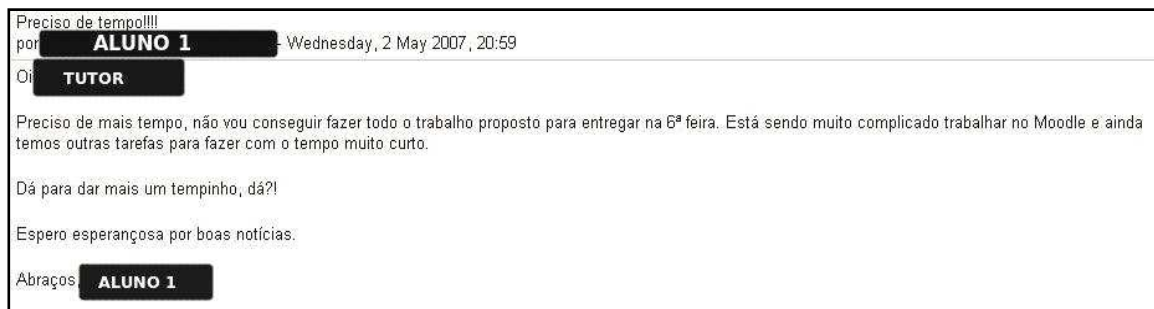 Preciso de tempo!!!!
por ALUNO 1 - Wednesday, 2 May 2007, 20:59
Oi TUTOR
Preciso de mais tempo, não vou conseguir fazer todo o trabalho proposto para entregar na 6ª feira. Está sendo muito complicado trabalhar no Moodle e ainda
temos outras tarefas para fazer com o tempo muito curto.
Dá para dar mais um tempinho, dá?!
Espero esperançosa por boas notícias.
Abraços, ALUNO 1